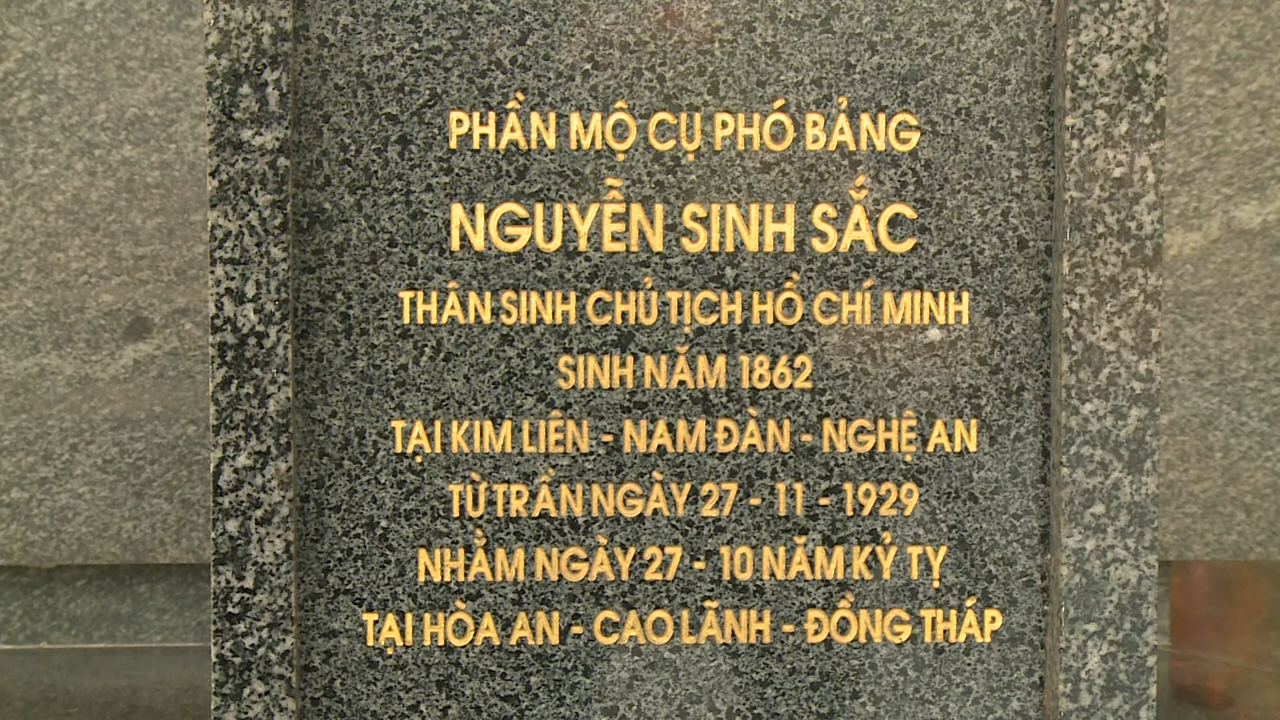 PHẦN MỘ CỤ PHÓ BẢNG
NGUYỄN SINH SẮC
THÂN SINH CHỦ TỊCH HỒ CHÍ MINH
SINH NĂM 1862
TẠI KIM LIÊN - NAM ĐÀN - NGHỆ AN
TỪ TRẦN NGÀY 27 - 11 - 1929
NHẰM NGÀY 27 - 10 NĂM KỶ TỴ
TẠI HÒA AN - CAO LÃNH - ĐỒNG THÁP